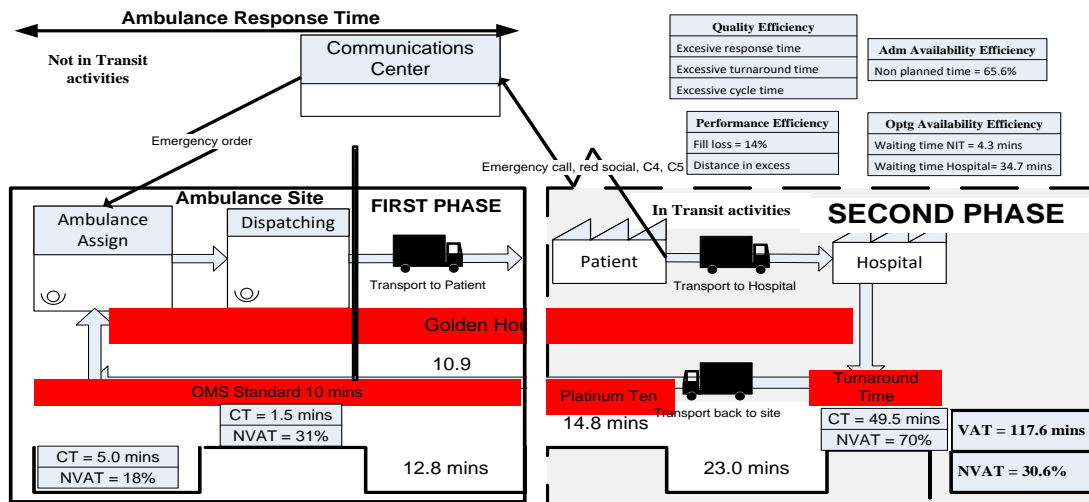 Ambulance Response Time
Not in Transit
activities
Communications
Center
Emergency order
Emergency call, red social, C4, C5
Quality Efficiency
Excesive response time
Excessive turnaround time
Excessive cycle time
Adm Availability Efficiency
Non planned time = 65.6%
Performance Efficiency
Fill loss = 14%
Distance in excess
Optg Availability Efficiency
Waiting time NIT = 4.3 mins
Waiting time Hospital= 34.7 mins
Ambulance Site
Ambulance
Assign
Dispatching
FIRST PHASE
Transport to Patient
In Transit activities
SECOND PHASE
Patient
Transport to Hospital
Hospital
Golden Hou
10.9
OMS Standard 10 mins
Platinum Ten
Transport back to site
Turnaround
Time
CT = 1.5 mins
NVAT = 31%
14.8 mins
CT = 49.5 mins
NVAT = 70%
VAT = 117.6 mins
CT = 5.0 mins
NVAT = 18%
12.8 mins
23.0 mins
NVAT = 30.6%